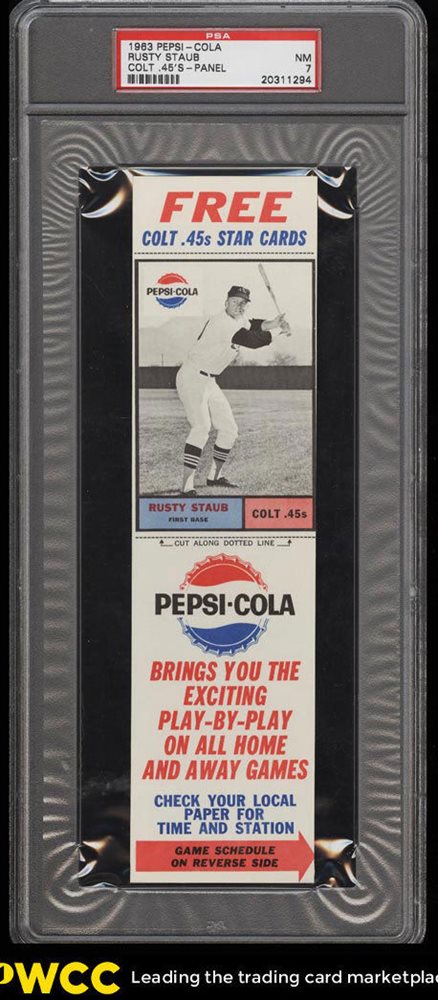 PSA
1963 PEPSI-COLA NM
RUSTY STAUB 7
COLT .45'S-PANEL
20311294
FREE
COLT .45s STAR CARDS
PEPSI-COLA
RUSTY STAUB
FIRST BASE
COLT .45s
CUT ALONG DOTTED LINE
PEPSI-COLA
BRINGS YOU THE
EXCITING
PLAY-BY-PLAY
ON ALL HOME
AND AWAY GAMES
CHECK YOUR LOCAL
PAPER FOR
TIME AND STATION
GAME SCHEDULE
ON REVERSE SIDE
PWCC Leading the trading card marketplac